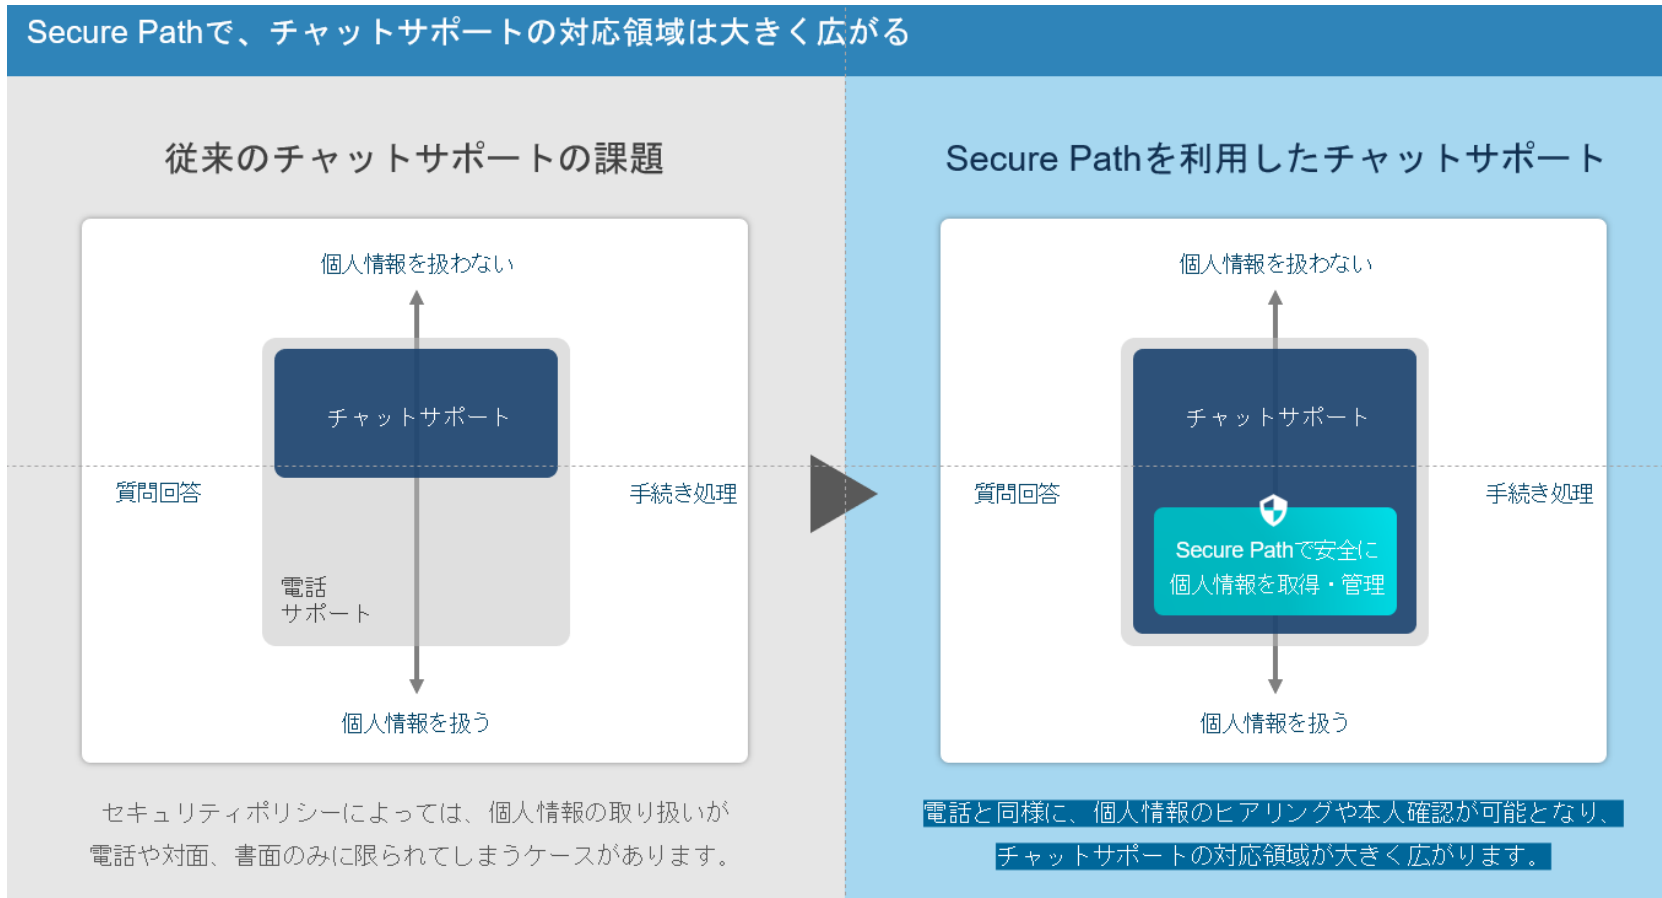 Secure Pathで、チャットサポートの対応領域は大きく広がる
従来のチャットサポートの課題
個人情報を扱わない
チャットサポート
質問回答
手続き処理
電話
サポート
個人情報を扱う
セキュリティポリシーによっては、個人情報の取り扱いが
電話や対面、書面のみに限られてしまうケースがあります。
Secure Pathを利用したチャットサポート
個人情報を扱わない
チャットサポート
質問回答
手続き処理
Secure Pathで安全に
個人情報を取得・管理
個人情報を扱う
電話と同様に、個人情報のヒアリングや本人確認が可能となり、
チャットサポートの対応領域が大きく広がります。